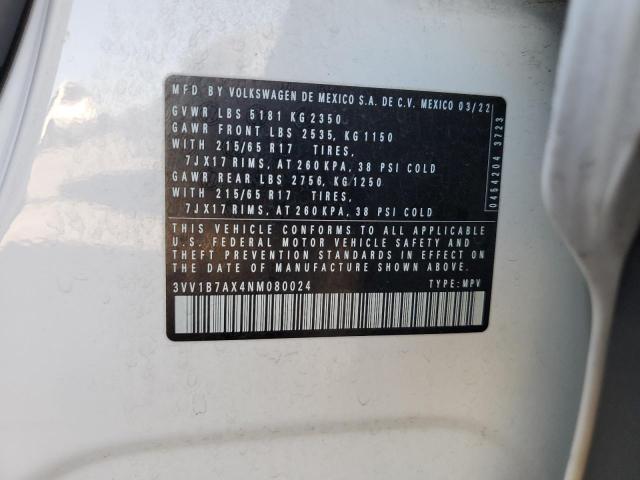 MFD BY VOLKSWAGEN DE MEXICO S.A. DE C.V. MEXICO 03/22
GVWR LBS 5181 KG 2350
GAWR FRONT LBS 2535, KG 1150
WITH 215/65 R17 TIRES,
7JX17 RIMS, AT 260 KPA, 38 PSI COLD
GAWR REAR LBS 2756, KG 1250
WITH 215/65 R17 TIRES,
7JX17 RIMS, AT 260 KPA, 38 PSI COLD
THIS VEHICLE CONFORMS TO ALL APPLICABLE
U.S. FEDERAL MOTOR VEHICLE SAFETY AND
THEFT PREVENTION STANDARDS IN EFFECT ON
THE DATE OF MANUFACTURE SHOWN ABOVE.
3VV1B7AX4NM080024 TYPE: MPV
0454204 3723